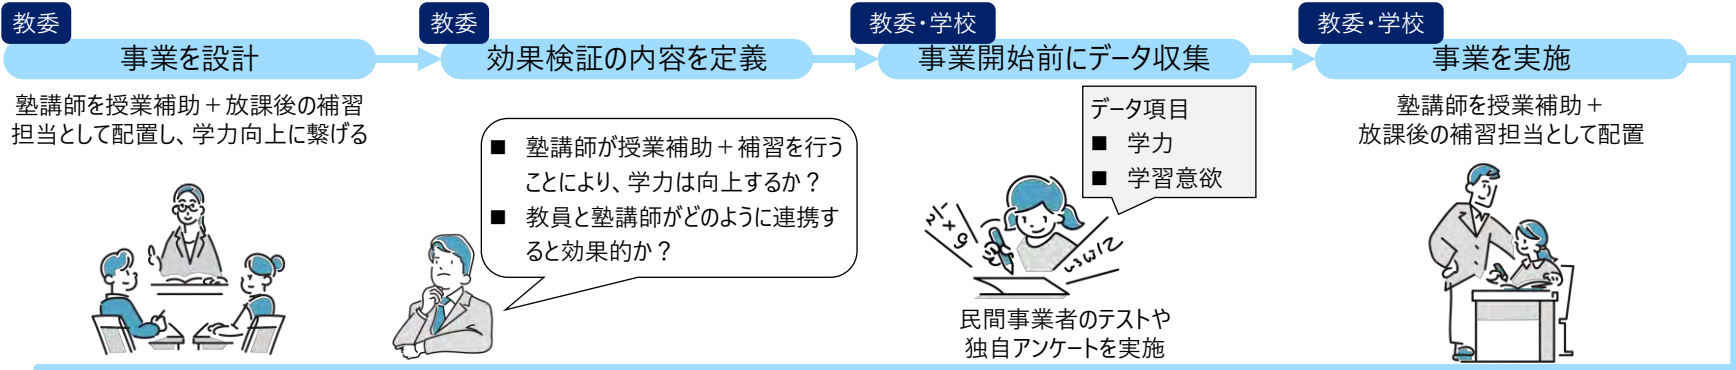 教委
事業を設計
塾講師を授業補助＋放課後の補習
担当として配置し、学力向上に繋げる
教委
効果検証の内容を定義
■ 塾講師が授業補助＋補習を行う
ことにより、学力は向上するか？
■ 教員と塾講師がどのように連携す
ると効果的か？
教委・学校
事業開始前にデータ収集
データ項目
■ 学力
■ 学習意欲
民間事業者のテストや
独自アンケートを実施
教委・学校
事業を実施
塾講師を授業補助＋
放課後の補習担当として配置